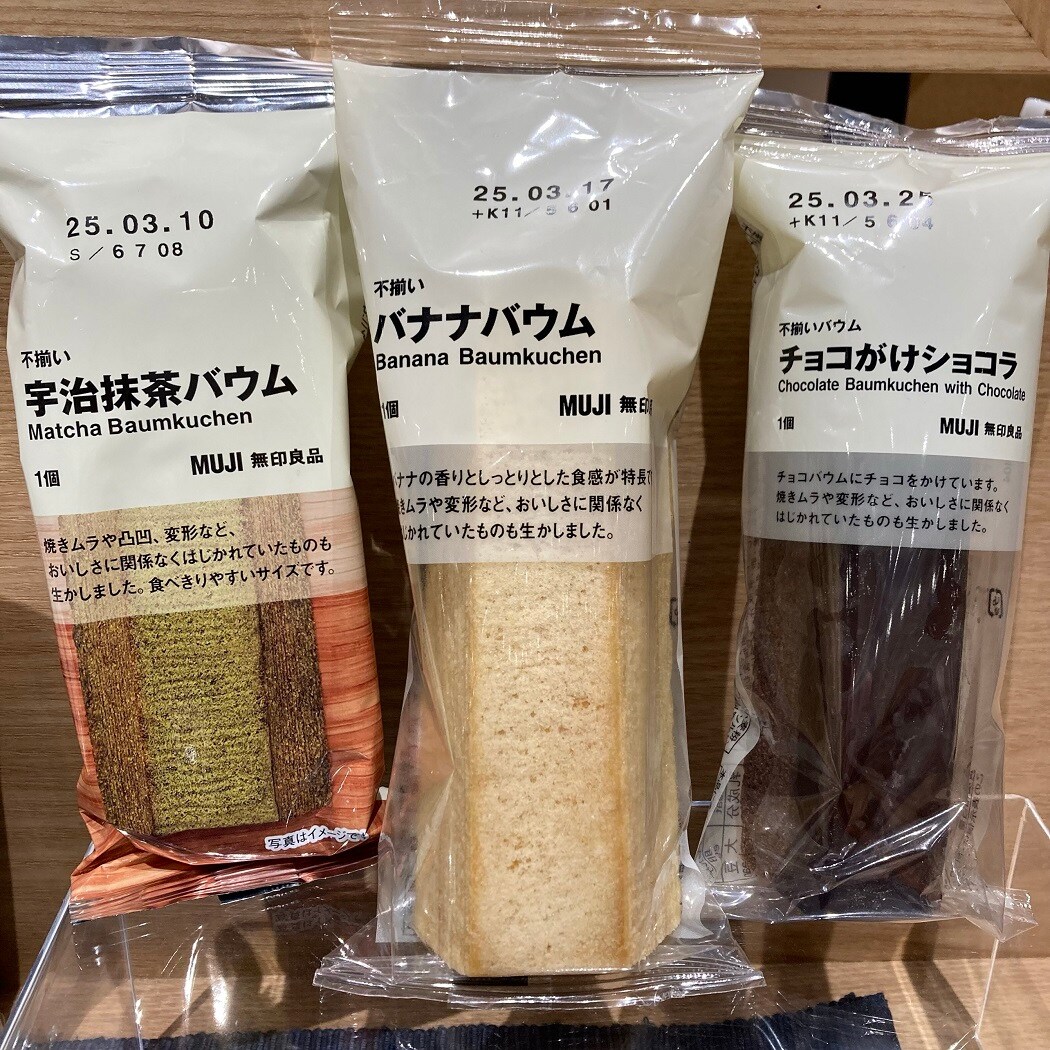 25.03.10
S/6708
不揃い
宇治抹茶バウム
Matcha Baumkuchen
1個
MUJI 無印良品
焼きムラや凸凹、変形など、
おいしさに関係なくはじかれていたものも
生かしました。食べきりやすいサイズです。
写真はイメージで
25.03.17
+K11/5601
不揃い
バナナバウム
Banana Baumkuchen
1個
MUJI 無印
バナナの香りとしっとりとした食感が特長で
焼きムラや変形など、おいしさに関係なく
はじかれていたものも生かしました。
25.03.25
+K11/5604
不揃いバウム
チョコがけショコラ
Chocolate Baumkuchen with Chocolate
1個
MUJI 無印良品
チョコバウムにチョコをかけています。
焼きムラや変形など、おいしさに関係なく
はじかれていたものも生かしました。